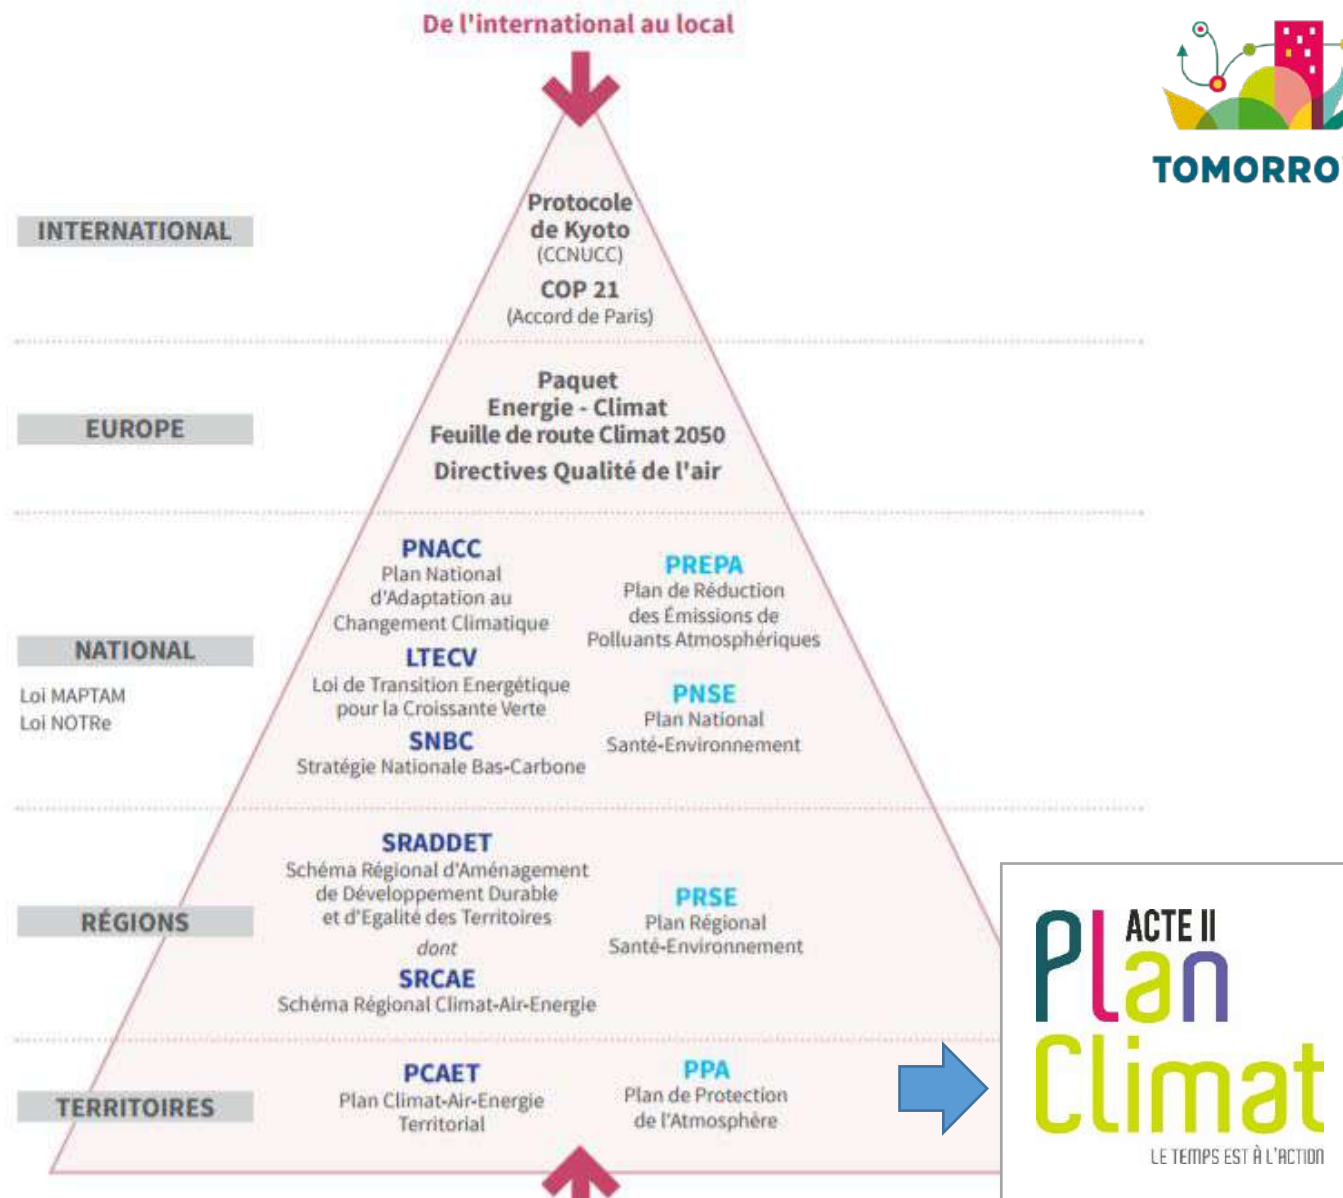 De l'international au local
TOMORRO
INTERNATIONAL
Protocole
de Kyoto
(CCNUCC)
COP 21
(Accord de Paris)
EUROPE
Paquet
Energie - Climat
Feuille de route Climat 2050
Directives Qualité de l'air
NATIONAL
Loi MAPTAM
Loi NOTRe
PNACC
Plan National
d'Adaptation au
Changement Climatique
LTECV
Loi de Transition Energétique
pour la Croissante Verte
SNBC
Stratégie Nationale Bas-Carbone
PREPA
Plan de Réduction
des Émissions de
Polluants Atmosphériques
PNSE
Plan National
Santé-Environnement
RÉGIONS
SRADDET
Schéma Régional d'Aménagement
de Développement Durable
et d'Egalité des Territoires
dont
SRCAE
Schéma Régional Climat-Air-Energie
PRSE
Plan Régional
Santé-Environnement
TERRITOIRES
PCAET
Plan Climat-Air-Energie
Territorial
PPA
Plan de Protection
de l'Atmosphère
ACTE II
Plan
Climat
LE TEMPS EST À L'ACTION